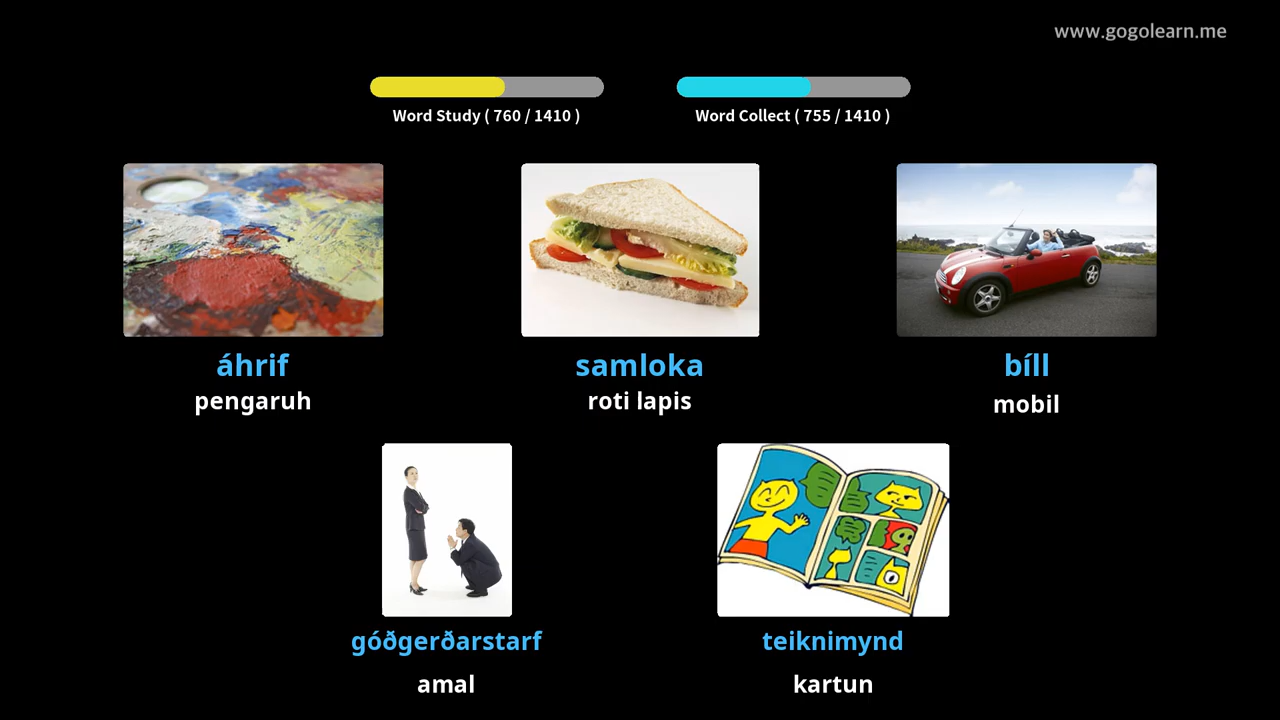 www.gogolearn.me
Word Study ( 760 / 1410 )
Word Collect ( 755 / 1410 )
áhrif
pengaruh
samloka
roti lapis
bíll
mobil
góðgerðarstarf
amal
teiknimynd
kartun